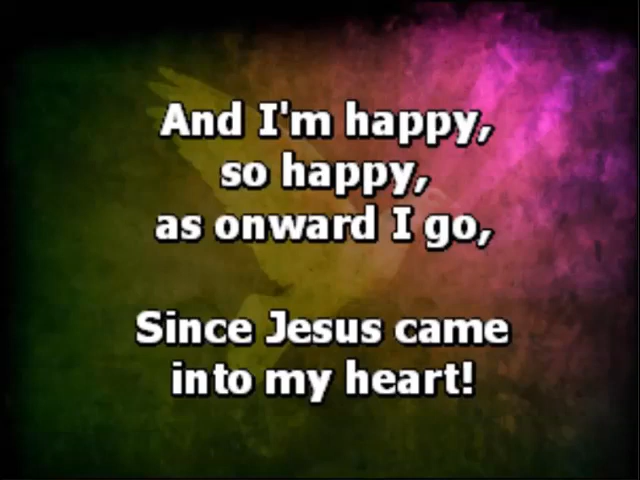 And I'm happy,
so happy,
as onward I go,
Since Jesus came
into my heart!